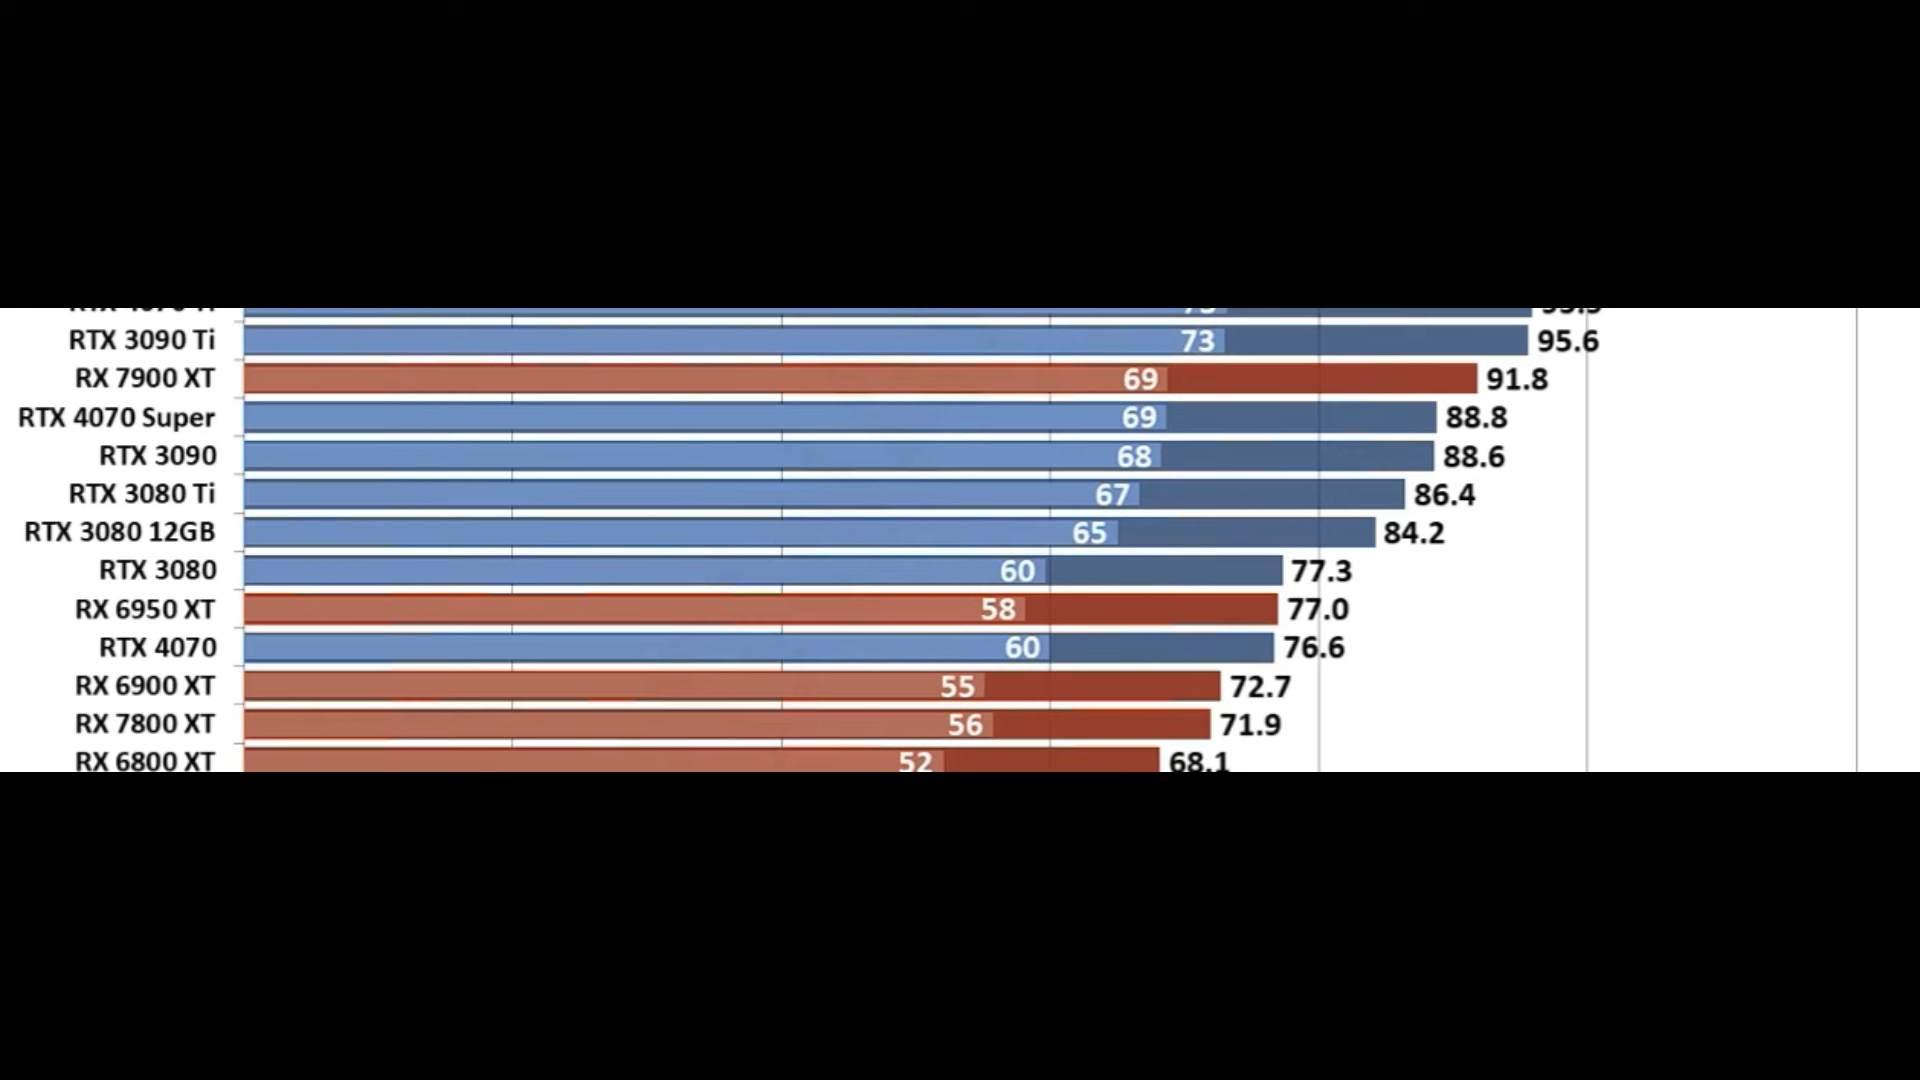 RTX 3090 Ti 73 95.6
RX 7900 XT 69 91.8
RTX 4070 Super 69 88.8
RTX 3090 68 88.6
RTX 3080 Ti 67 86.4
RTX 3080 12GB 65 84.2
RTX 3080 60 77.3
RX 6950 XT 58 77.0
RTX 4070 60 76.6
RX 6900 XT 55 72.7
RX 7800 XT 56 71.9
RX 6800 XT 52 68.1